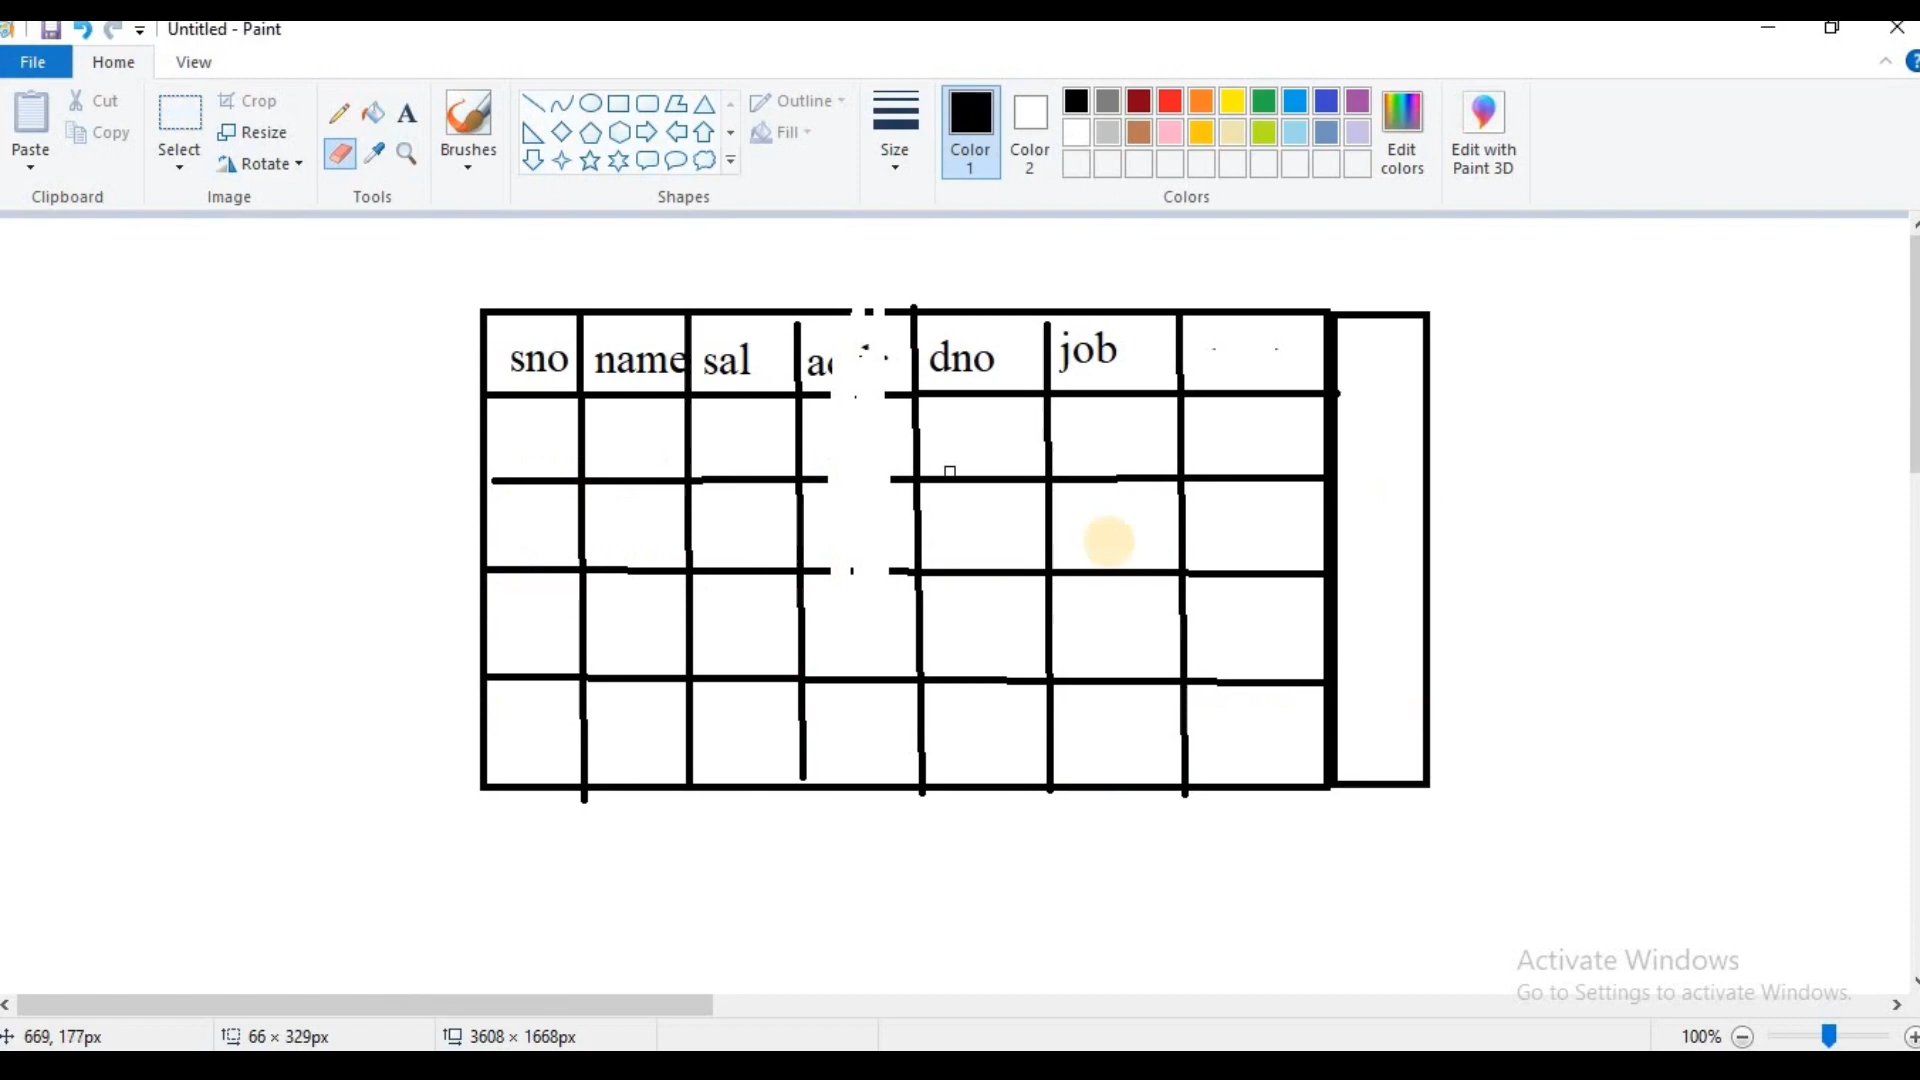 Untitled - Paint
File Home View
Paste
Cut
Copy
Clipboard
Select
Crop
Resize
Rotate
Image
Tools
Brushes
Shapes
Outline
Fill
Size
Color 1
Color 2
Edit colors
Colors
Edit with Paint 3D
sno name sal dno job
Activate Windows
Go to Settings to activate Windows.
669, 177px 66 × 329px 3608 × 1668px 100%